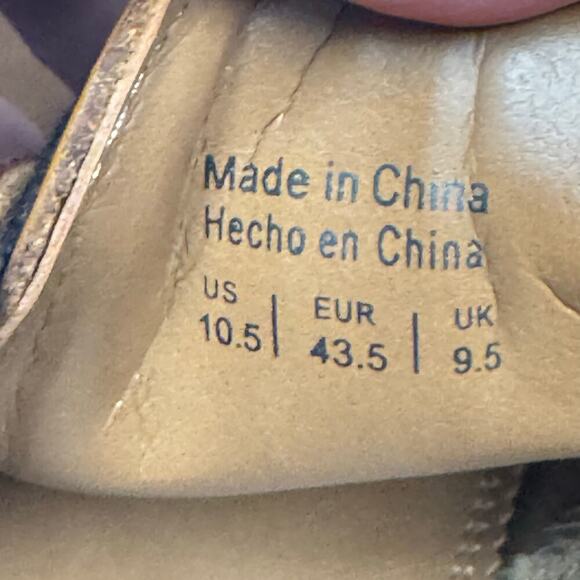 Made in China
Hecho en China
US | EUR | UK
10.5 | 43.5 | 9.5